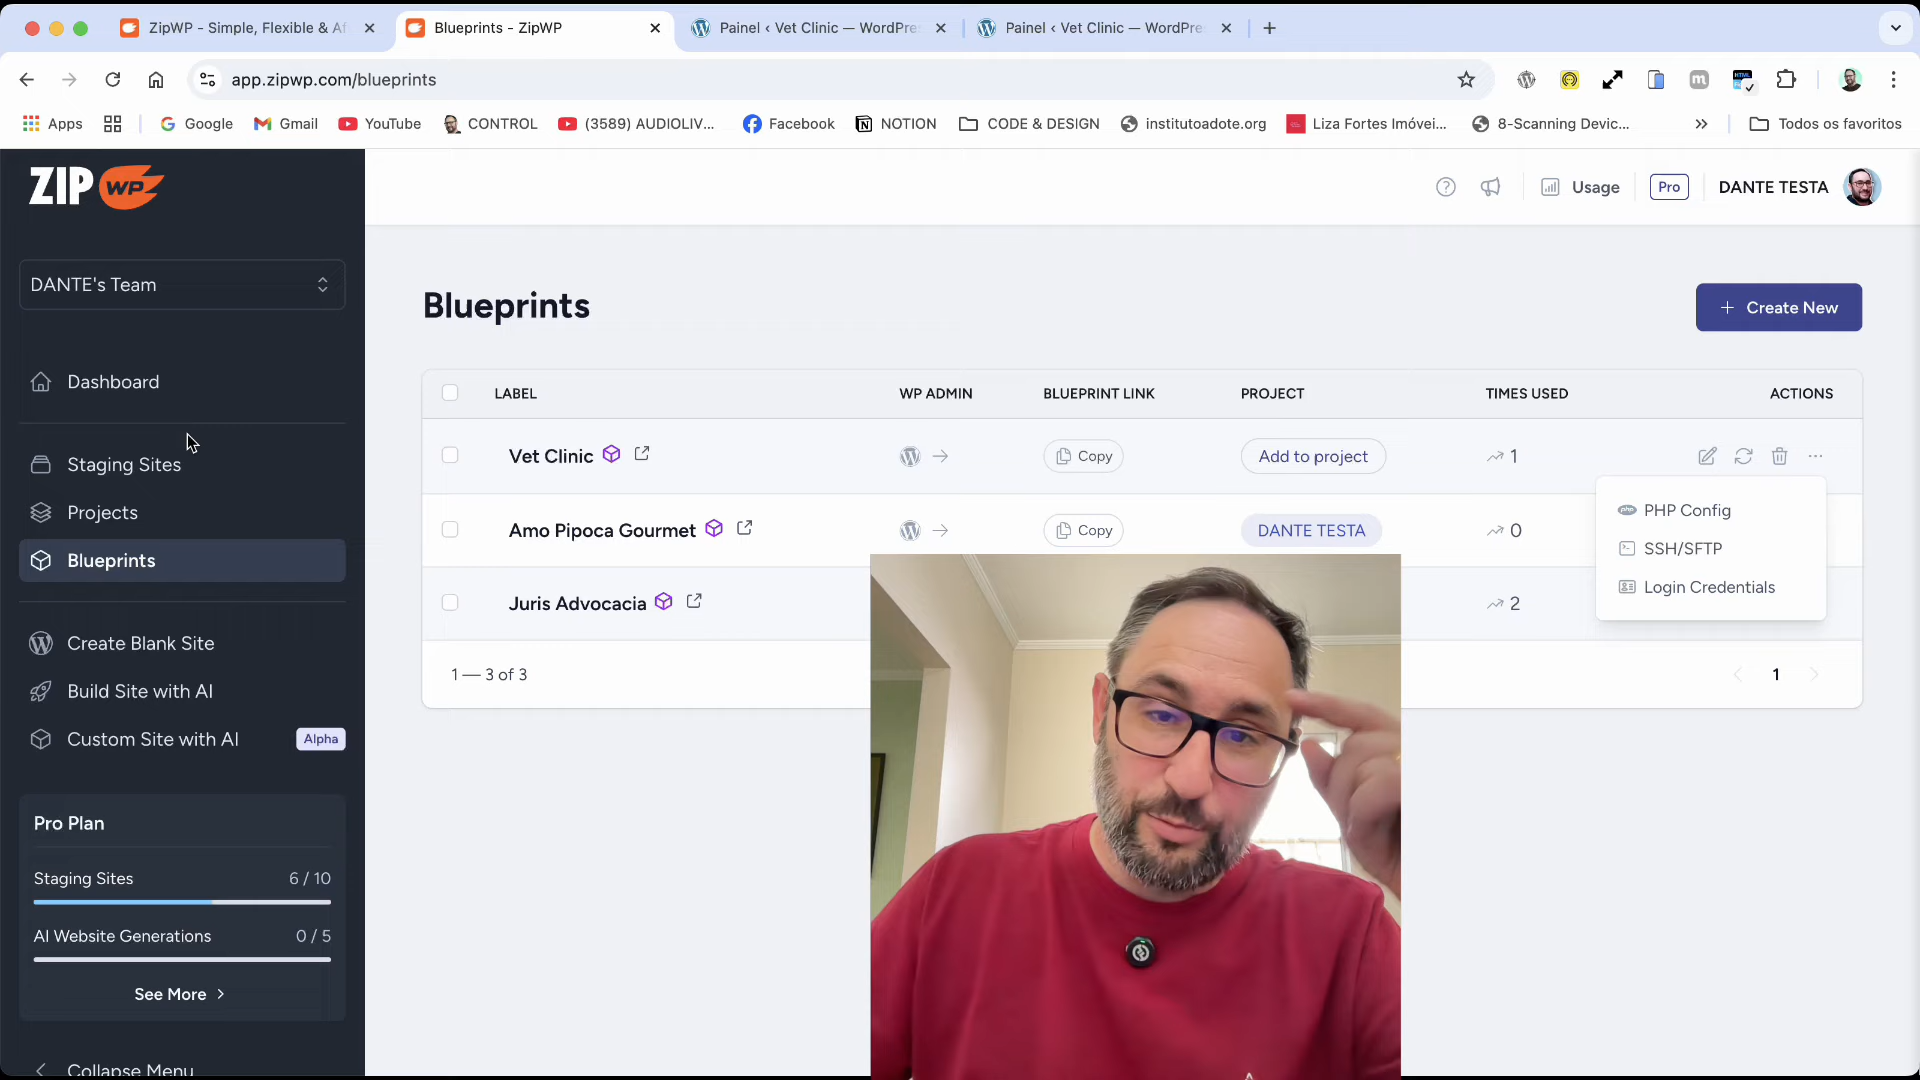 ZipWP - Simple, Flexible & Af
Blueprints - ZipWP
Painel ‹ Vet Clinic — WordPre
Painel ‹ Vet Clinic — WordPre
app.zipwp.com/blueprints
Apps
Google
Gmail
YouTube
CONTROL
(3589) AUDIOLIV...
Facebook
NOTION
CODE & DESIGN
institutoadote.org
Liza Fortes Imóvei...
8-Scanning Devic...
Todos os favoritos
ZIP WP
Usage
Pro
DANTE TESTA
DANTE's Team
Dashboard
Staging Sites
Projects
Blueprints
Create Blank Site
Build Site with AI
Custom Site with AI
Alpha
Pro Plan
Staging Sites 6 / 10
AI Website Generations 0 / 5
See More
Collapse Menu
Blueprints
Create New
LABEL WP ADMIN BLUEPRINT LINK PROJECT TIMES USED ACTIONS
Vet Clinic Copy Add to project 1
Amo Pipoca Gourmet Copy DANTE TESTA 0
Juris Advocacia 2
PHP Config
SSH/SFTP
Login Credentials
1 — 3 of 3
1